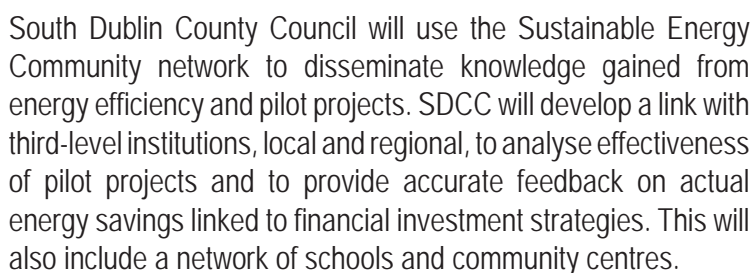 South Dublin County Council will use the Sustainable Energy
Community network to disseminate knowledge gained from
energy efficiency and pilot projects. SDCC will develop a link with
third-level institutions, local and regional, to analyse effectiveness
of pilot projects and to provide accurate feedback on actual
energy savings linked to financial investment strategies. This will
also include a network of schools and community centres.